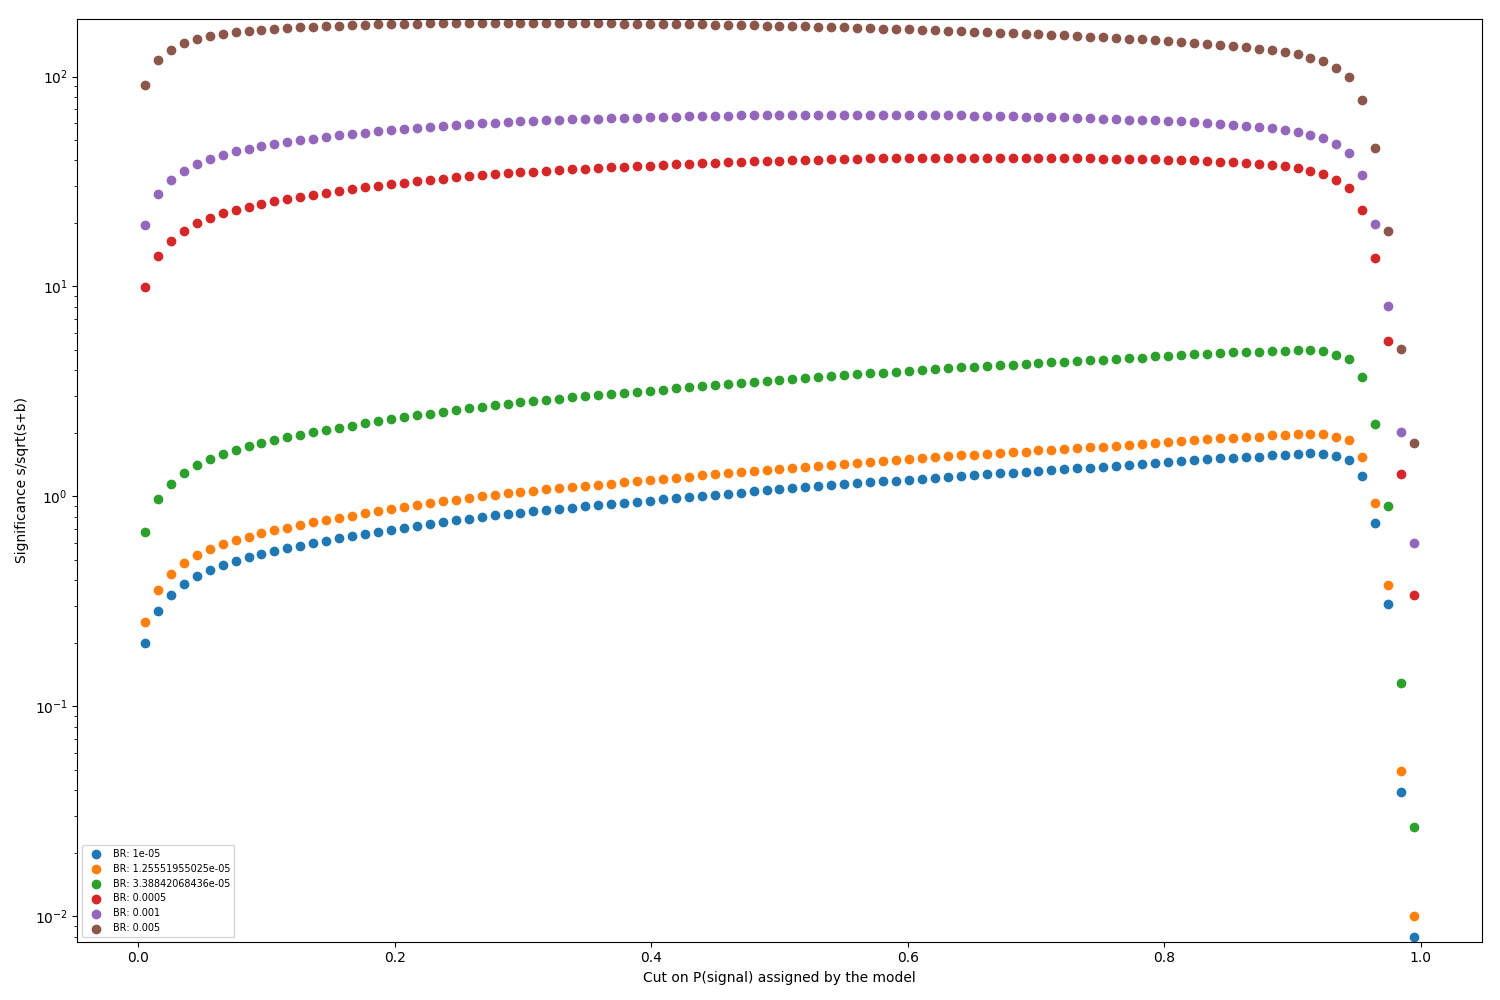 Significance s/sqrt(s+b)
10²
10¹
10⁰
10⁻¹
10⁻²
BR: 1e-05
BR: 1.25551955025e-05
BR: 3.38842068436e-05
BR: 0.0005
BR: 0.001
BR: 0.005
0.0 0.2 0.4 0.6 0.8 1.0
Cut on P(signal) assigned by the model